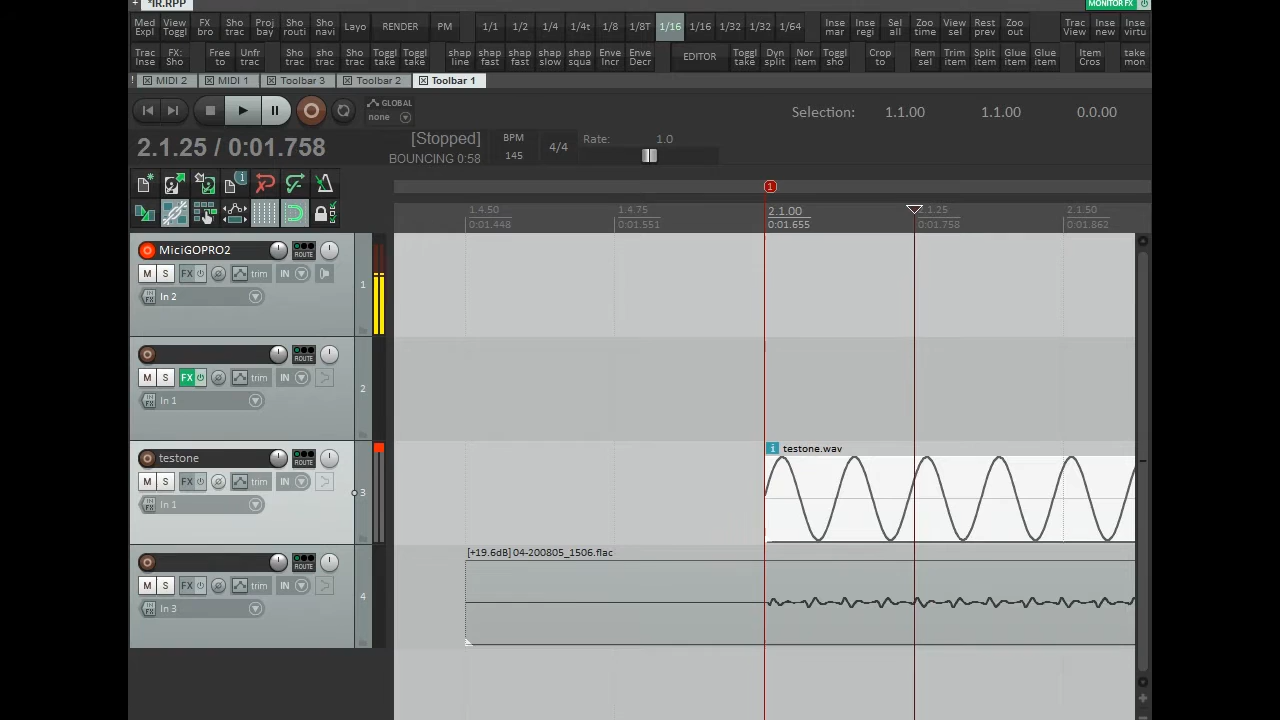 *IR.RPP
MONITOR FX
Med Expl
View Toggl
FX bro
Sho trac
Proj bay
Sho routi
Layo
RENDER
PM
1/1
1/2
1/4
1/4t
1/8
1/8T
1/16
1/16
1/32
1/32
1/64
Inse mar
Inse regi
Sel all
Zoo time
View sel
Rest prev
Zoo out
Trac View
Inse new
Inse virtu
Trac Inse
FX: Sho
Free to
Unfr trac
Sho trac
Sho trac
Toggl take
Toggl take
shap line
shap fast
shap fast
shap slow
shap squa
Enve Incr
Enve Decr
EDITOR
Toggl take
Dyn split
Nor item
Toggl sho
Crop to
Rem sel
Trim item
Split item
Glue item
Glue item
Item Cros
take mon
MIDI 2
MIDI 1
Toolbar 3
Toolbar 2
Toolbar 1
GLOBAL
none
Selection:
1.1.00
1.1.00
0.0.00
2.1.25 / 0:01.758
[Stopped]
BOUNCING 0:58
BPM
145
4/4
Rate:
1.0
1
1.4.50
0:01.448
1.4.75
0:01.551
2.1.00
0:01.655
2.1.25
0:01.758
2.1.50
0:01.862
MiciGOPRO2
ROUTE
M S FX trim IN
In 2
1
ROUTE
M S FX trim IN
In 1
2
testone
ROUTE
M S FX trim IN
IN FX In 1
3
i testone.wav
ROUTE
M S FX trim IN
IN FX In 3
4
[+19.6dB] 04-200805_1506.flac